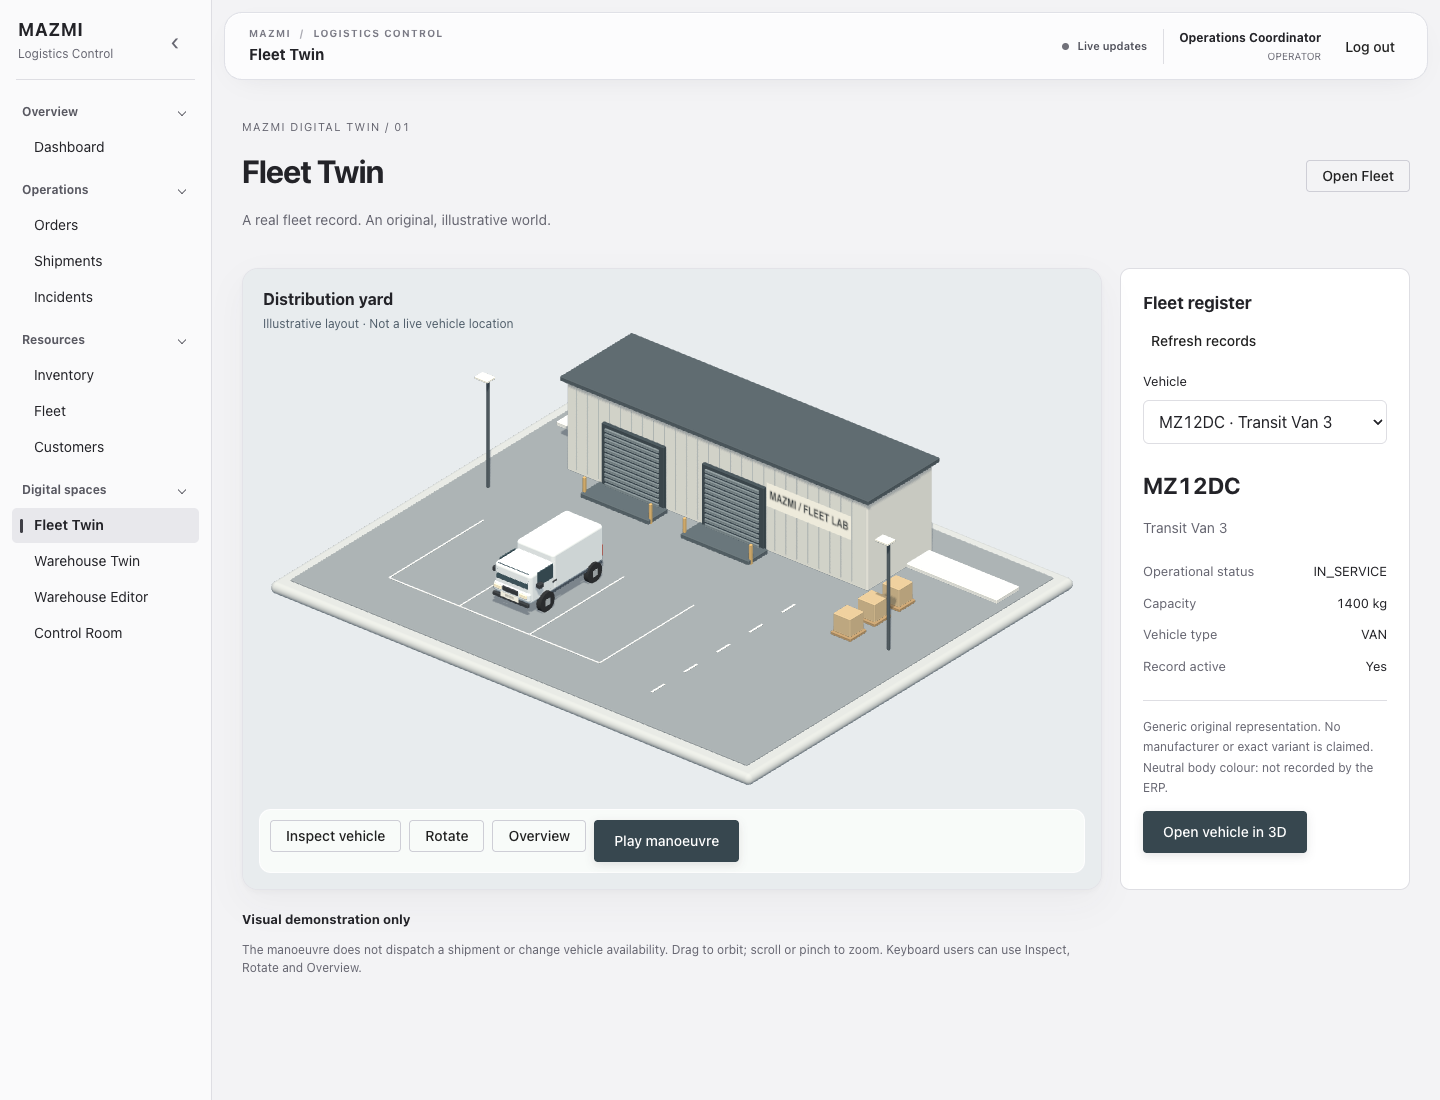 MAZMI
Logistics Control
Overview
Dashboard
Operations
Orders
Shipments
Incidents
Resources
Inventory
Fleet
Customers
Digital spaces
Fleet Twin
Warehouse Twin
Warehouse Editor
Control Room
MAZMI / LOGISTICS CONTROL
Fleet Twin
Live updates
Operations Coordinator
OPERATOR
Log out
MAZMI DIGITAL TWIN / 01
Fleet Twin
Open Fleet
A real fleet record. An original, illustrative world.
Distribution yard
Illustrative layout · Not a live vehicle location
MAZMI / FLEET LAB
Inspect vehicle
Rotate
Overview
Play manoeuvre
Fleet register
Refresh records
Vehicle
MZ12DC · Transit Van 3
MZ12DC
Transit Van 3
Operational status IN_SERVICE
Capacity 1400 kg
Vehicle type VAN
Record active Yes
Generic original representation. No
manufacturer or exact variant is claimed.
Neutral body colour: not recorded by the
ERP.
Open vehicle in 3D
Visual demonstration only
The manoeuvre does not dispatch a shipment or change vehicle availability. Drag to orbit; scroll or pinch to zoom. Keyboard users can use Inspect,
Rotate and Overview.